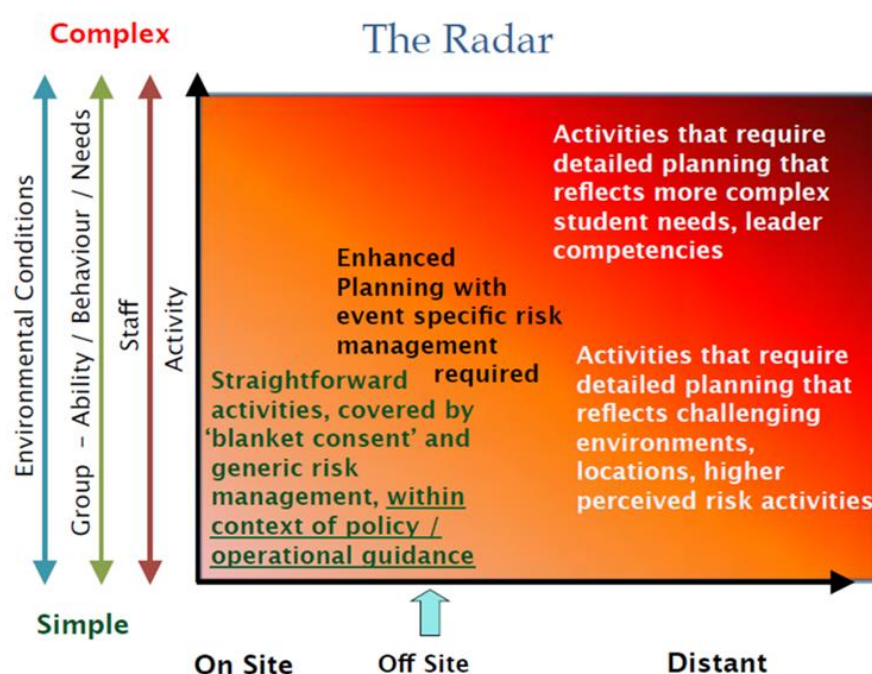 Complex
The Radar
Environmental Conditions
Group - Ability / Behaviour / Needs
Staff
Activity
Activities that require
detailed planning that
reflects more complex
student needs, leader
competencies
Enhanced
Planning with
event specific risk
management
required
Straightforward
activities, covered by
‘blanket consent’ and
generic risk
management, within
context of policy /
operational guidance
Activities that require
detailed planning that
reflects challenging
environments,
locations, higher
perceived risk activities
Simple
On Site
Off Site
Distant